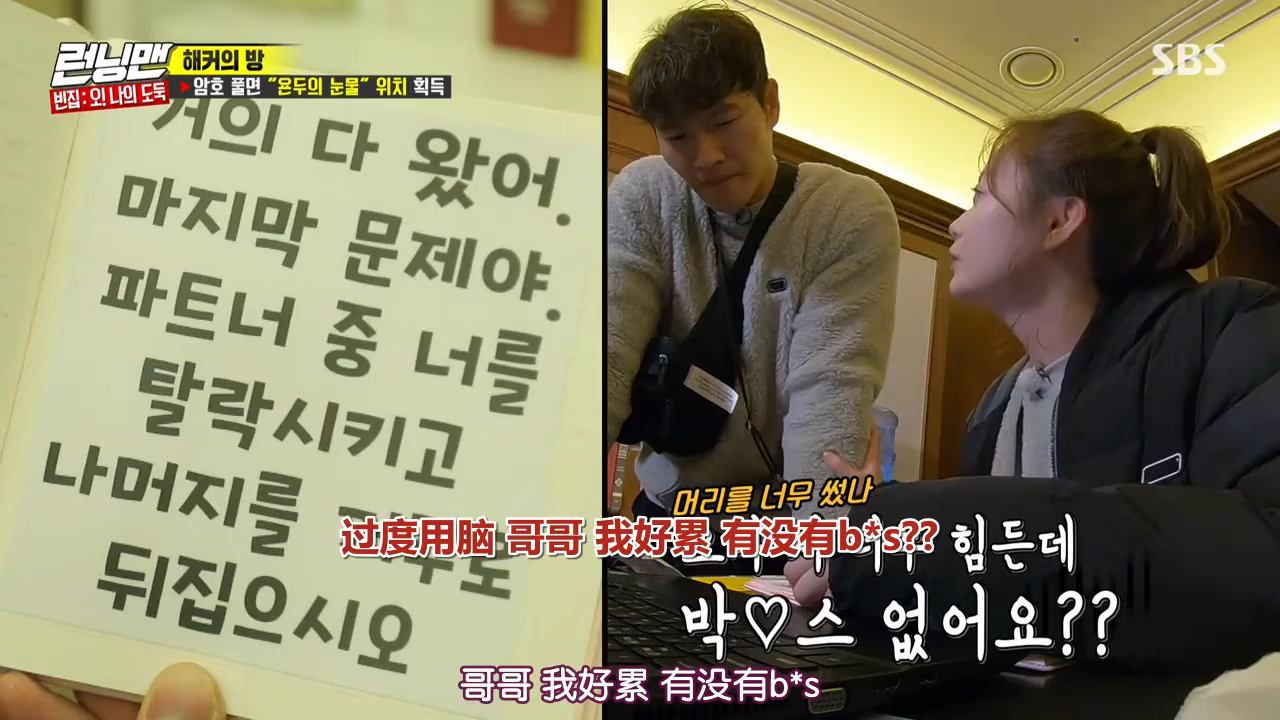 런닝맨
빈집: 오! 나의 도둑
해커의 방
▶암호 풀면 "욘두의 눈물" 위치 획득
SBS
거의 다 왔어.
마지막 문제야.
파트너 중 너를
탈락시키고
나머지를
뒤집으시오
머리를 너무 썼나
过度用脑 哥哥 我好累 有没有b*s??
힘든데
박♡스 없어요??
哥哥 我好累 有没有b*s